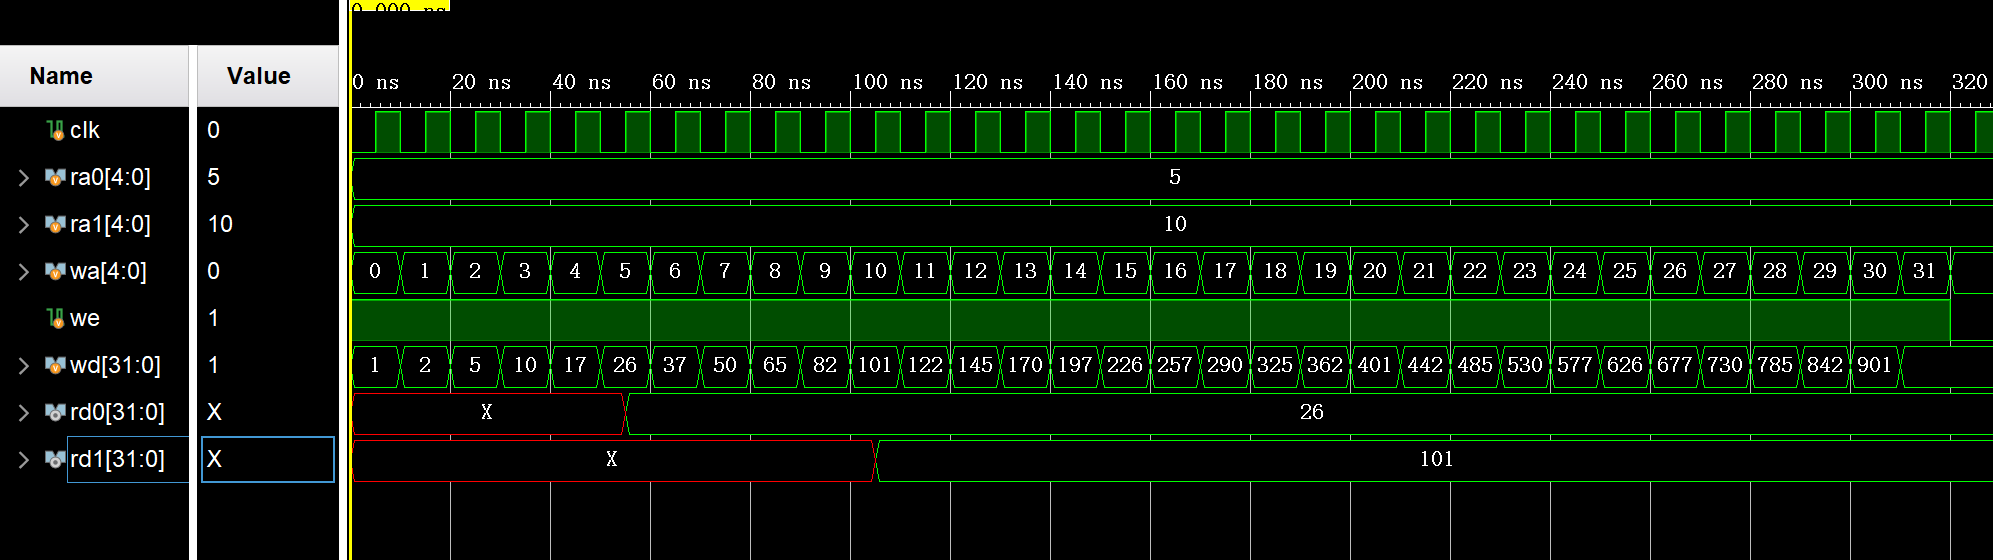 0.000 ns
Name Value 0 ns 20 ns 40 ns 60 ns 80 ns 100 ns 120 ns 140 ns 160 ns 180 ns 200 ns 220 ns 240 ns 260 ns 280 ns 300 ns 320
clk 0
ra0[4:0] 5 5
ra1[4:0] 10 10
wa[4:0] 0 0 1 2 3 4 5 6 7 8 9 10 11 12 13 14 15 16 17 18 19 20 21 22 23 24 25 26 27 28 29 30 31
we 1
wd[31:0] 1 1 2 5 10 17 26 37 50 65 82 101 122 145 170 197 226 257 290 325 362 401 442 485 530 577 626 677 730 785 842 901
rd0[31:0] X X 26
rd1[31:0] X X 101